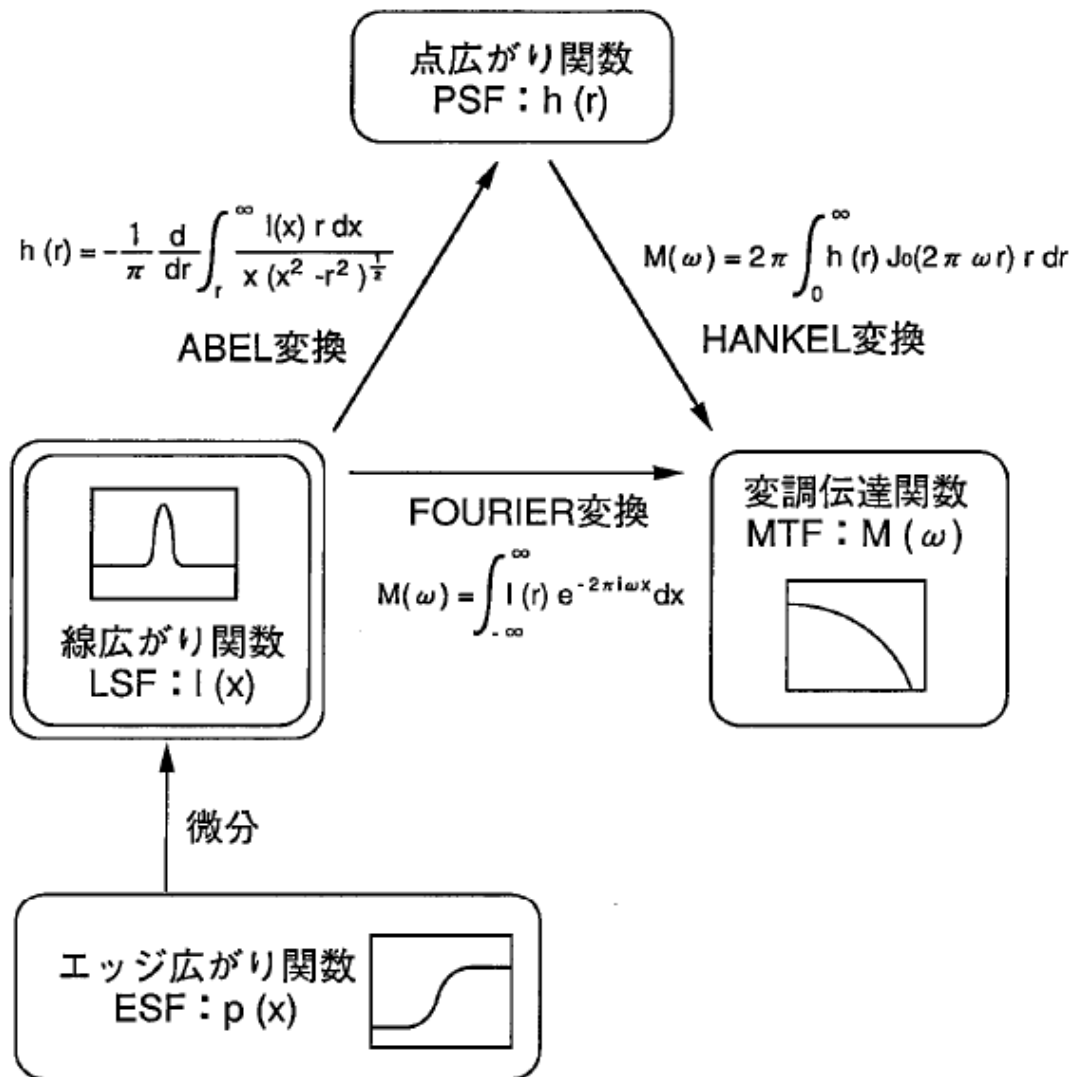 点広がり関数
PSF：h (r)
h (r) = -1/π d/dr ∫_r^∞ l(x) r dx / x (x² -r²)^{1/2}
ABEL変換
M(ω) = 2π ∫_0^∞ h (r) J₀(2π ωr) r dr
HANKEL変換
FOURIER変換
M(ω) = ∫_{-∞}^∞ l (r) e^{-2πiωx} dx
線広がり関数
LSF：l (x)
変調伝達関数
MTF：M (ω)
微分
エッジ広がり関数
ESF：p (x)